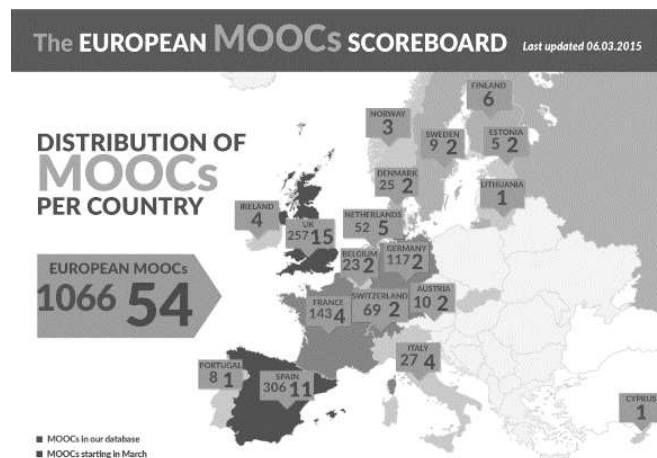 The EUROPEAN MOOCs SCOREBOARD Last updated 06.03.2015
DISTRIBUTION OF
MOOCs
PER COUNTRY
EUROPEAN MOOCs
1066 54
FINLAND
6
NORWAY
3
SWEDEN
9 2
ESTONIA
5 2
DENMARK
25 2
LITHUANIA
1
IRELAND
4
UK
257 15
NETHERLANDS
52 5
BELGIUM
23 2
GERMANY
117 2
FRANCE
143 4
SWITZERLAND
69 2
AUSTRIA
10 2
ITALY
27 4
PORTUGAL
8 1
SPAIN
306 11
CYPRUS
1
MOOCs in our database
MOOCs starting in March